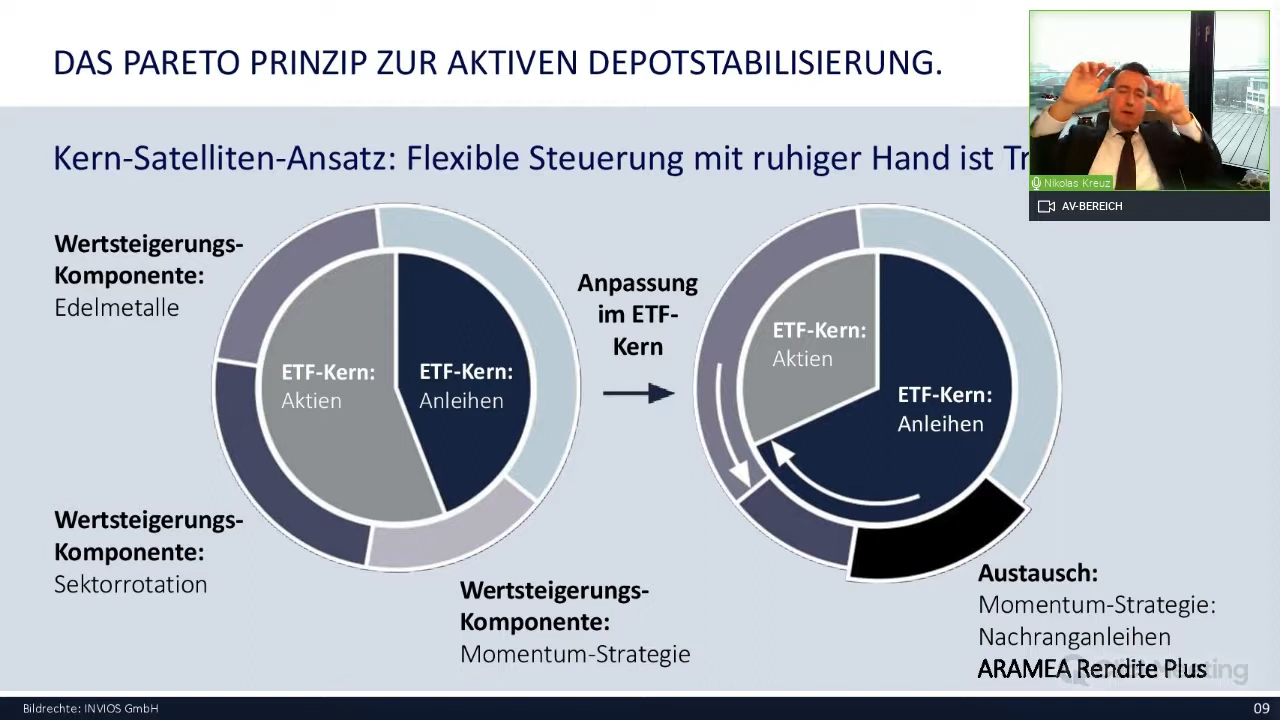 DAS PARETO PRINZIP ZUR AKTIVEN DEPOTSTABILISIERUNG.
Kern-Satelliten-Ansatz: Flexible Steuerung mit ruhiger Hand ist
Nikolas Kreuz
AV-BEREICH
Wertsteigerungs-
Komponente:
Edelmetalle
ETF-Kern:
Aktien
ETF-Kern:
Anleihen
Anpassung
im ETF-
Kern
ETF-Kern:
Aktien
ETF-Kern:
Anleihen
Wertsteigerungs-
Komponente:
Sektorrotation
Wertsteigerungs-
Komponente:
Momentum-Strategie
Austausch:
Momentum-Strategie:
Nachranganleihen
ARAMEA Rendite Plus
Bildrechte: INVIOS GmbH
09